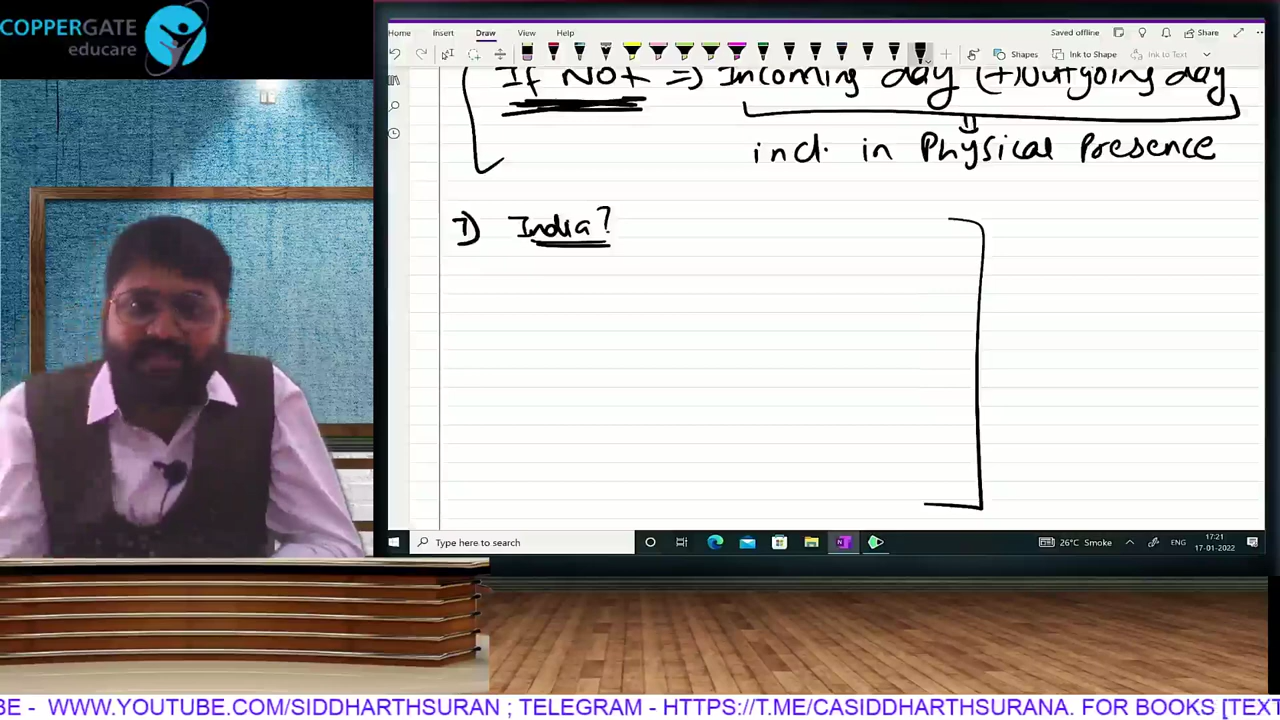 COPPERGATE
educare
Home Insert Draw View Help
Saved offline
Share
Shapes
Ink to Shape
Ink to Text
If NOT => Incoming day (+) Outgoing day
incl. in Physical Presence
I) India?
Type here to search
26°C Smoke
ENG
17:21
17-01-2022
BE - WWW.YOUTUBE.COM/SIDDHARTHSURAN ; TELEGRAM - HTTPS://T.ME/CASIDDHARTHSURANA. FOR BOOKS [TEXT